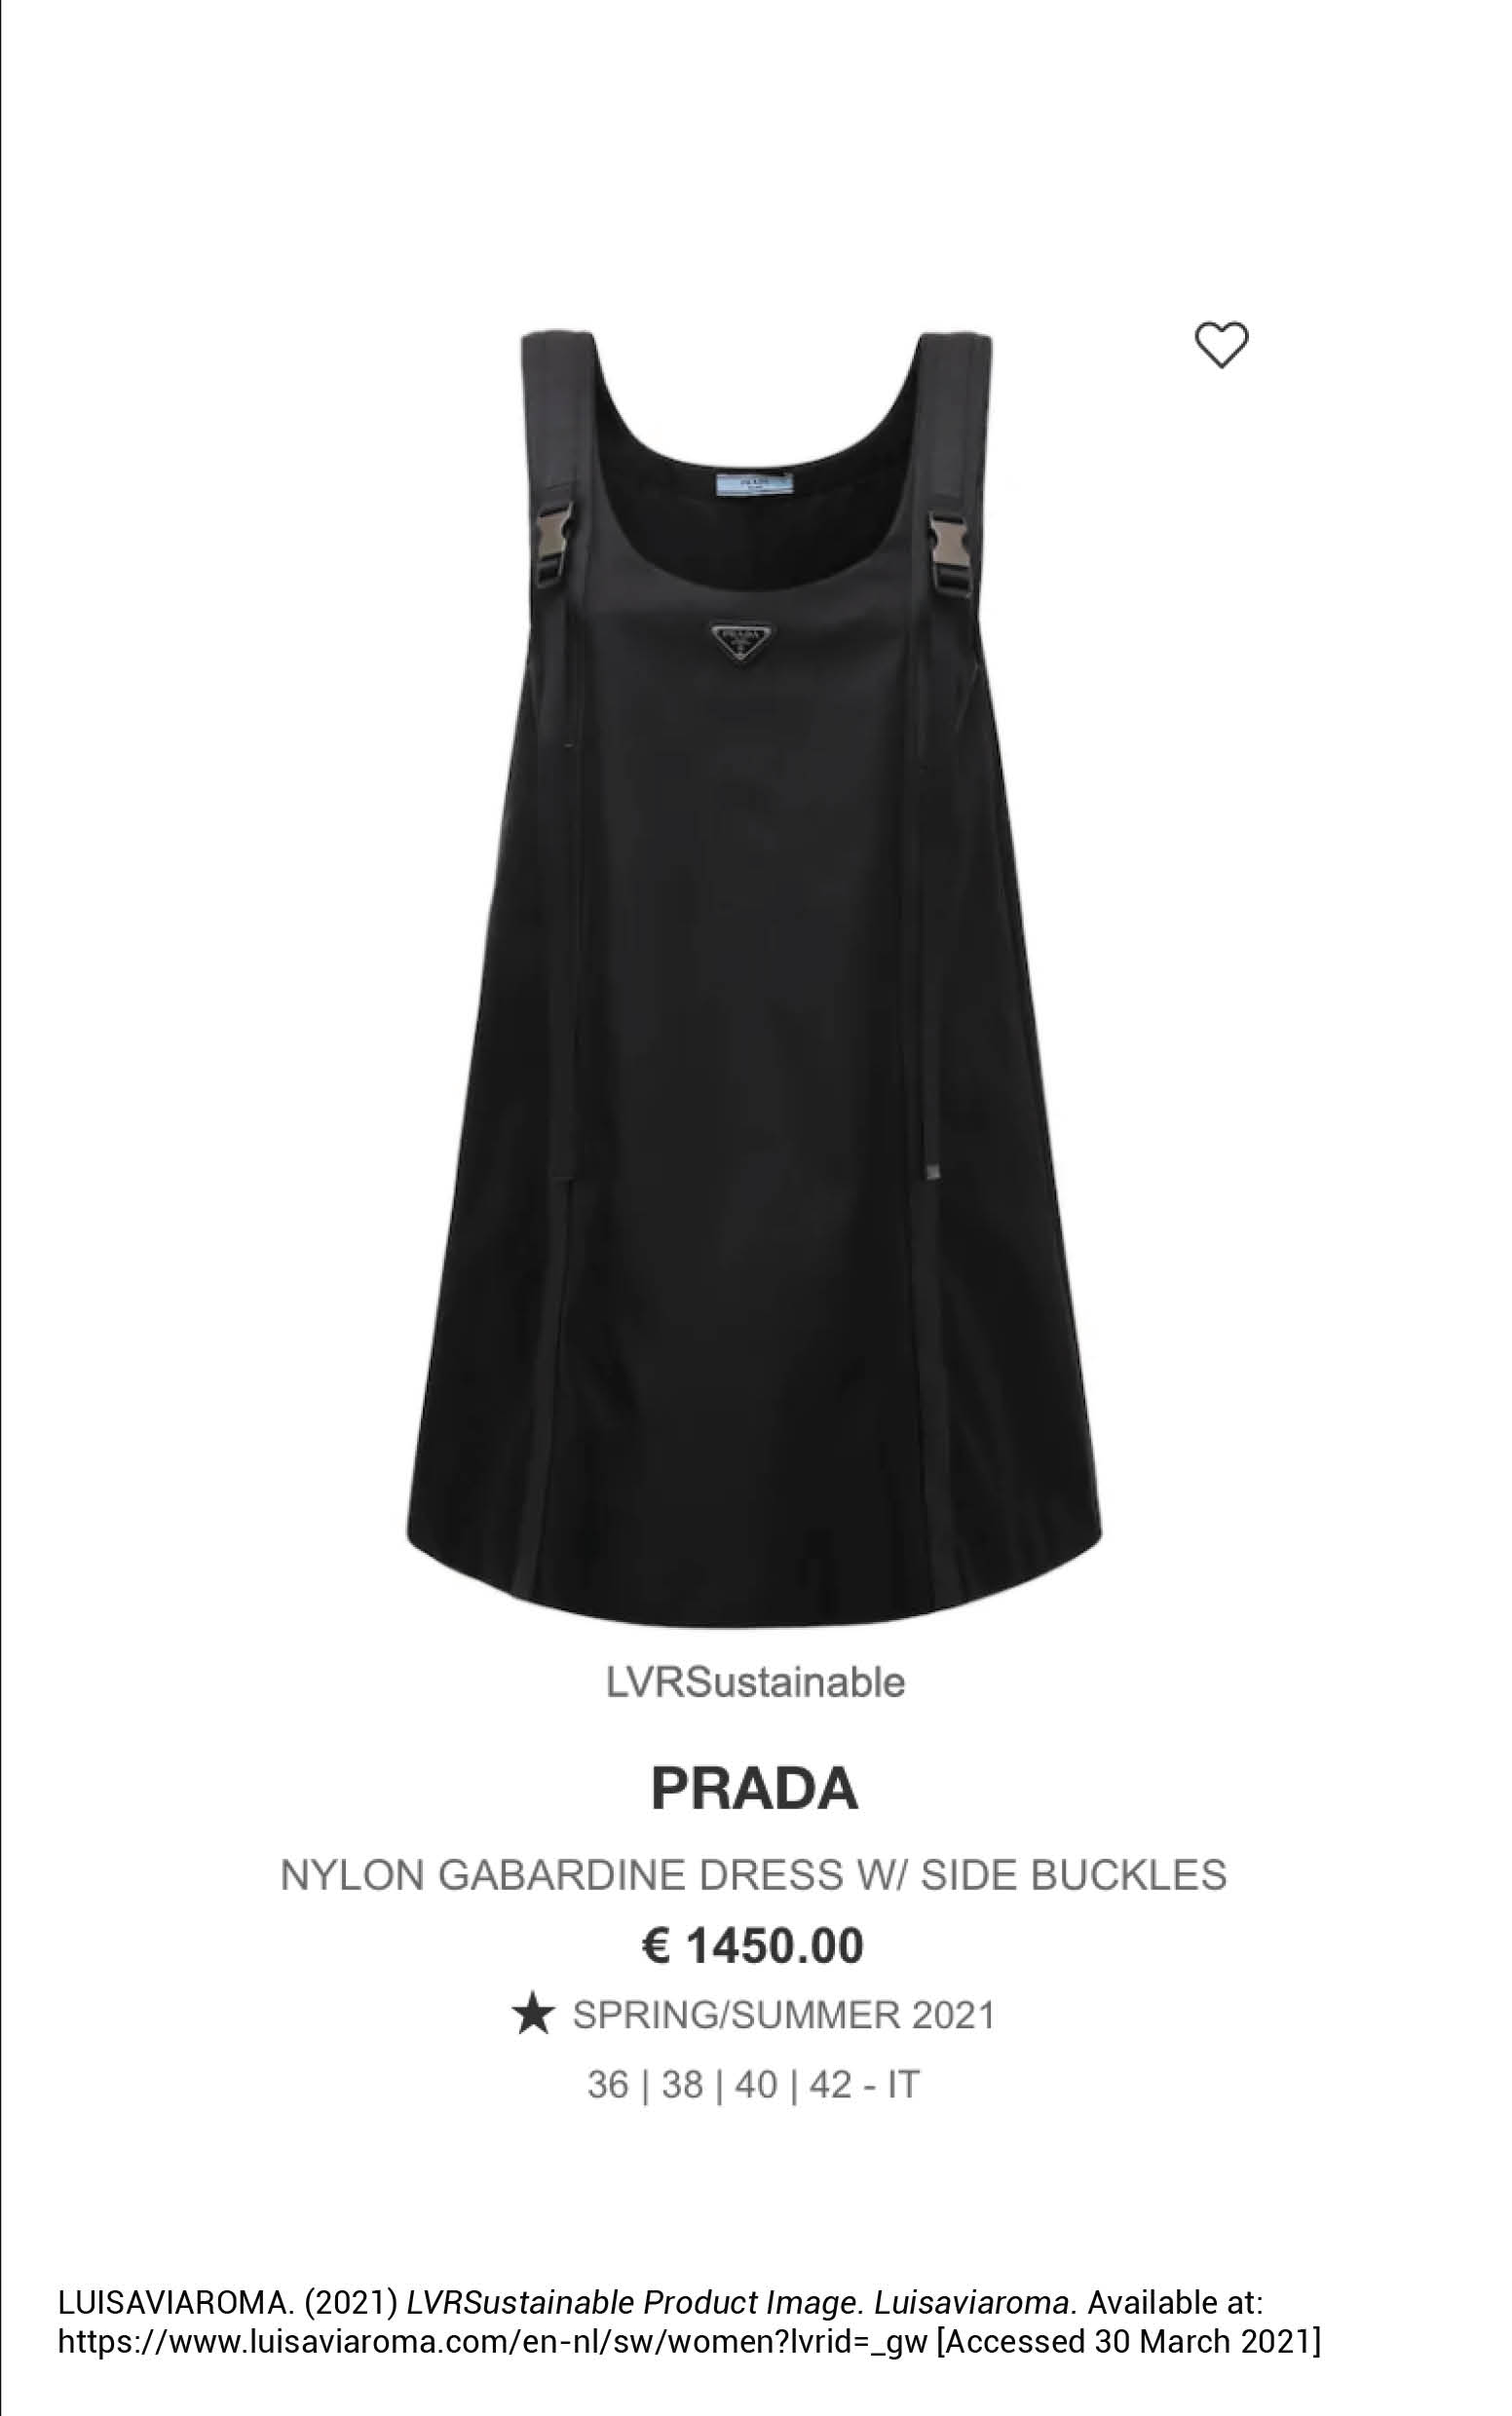 PRADA
PRADA
LVRSustainable
PRADA
NYLON GABARDINE DRESS W/ SIDE BUCKLES
€ 1450.00
★ SPRING/SUMMER 2021
36 | 38 | 40 | 42 - IT
LUISAVIAROMA. (2021) LVRSustainable Product Image. Luisaviaroma. Available at:
https://www.luisaviaroma.com/en-nl/sw/women?lvrid=_gw [Accessed 30 March 2021]